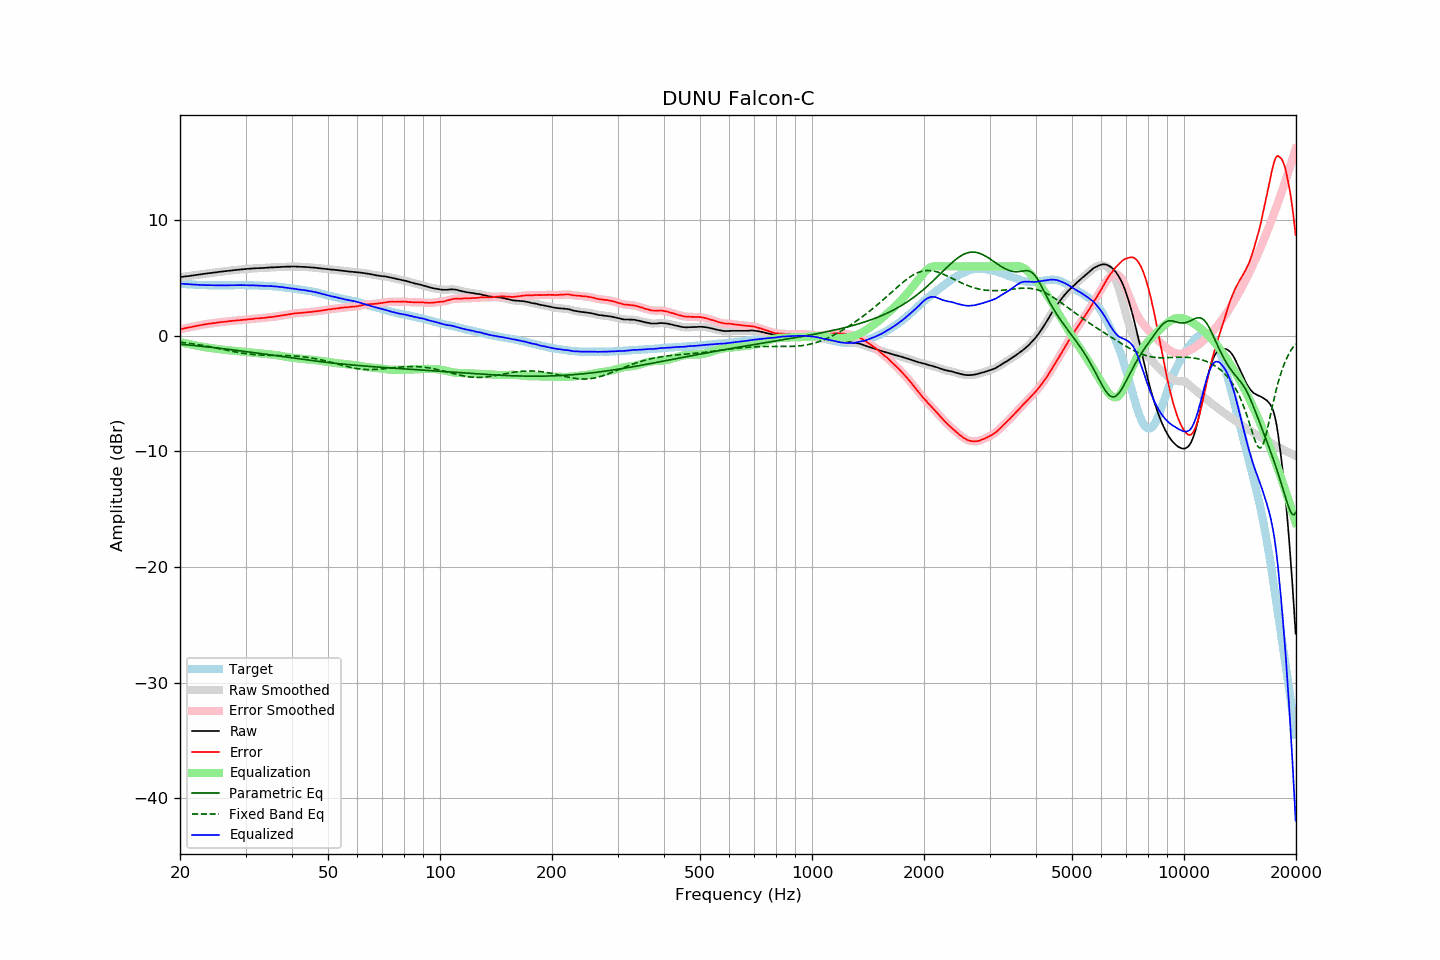 DUNU Falcon-C
Amplitude (dBr)
10
0
−10
−20
−30
−40
Target
Raw Smoothed
Error Smoothed
Raw
Error
Equalization
Parametric Eq
Fixed Band Eq
Equalized
20 50 100 200 500 1000 2000 5000 10000 20000
Frequency (Hz)